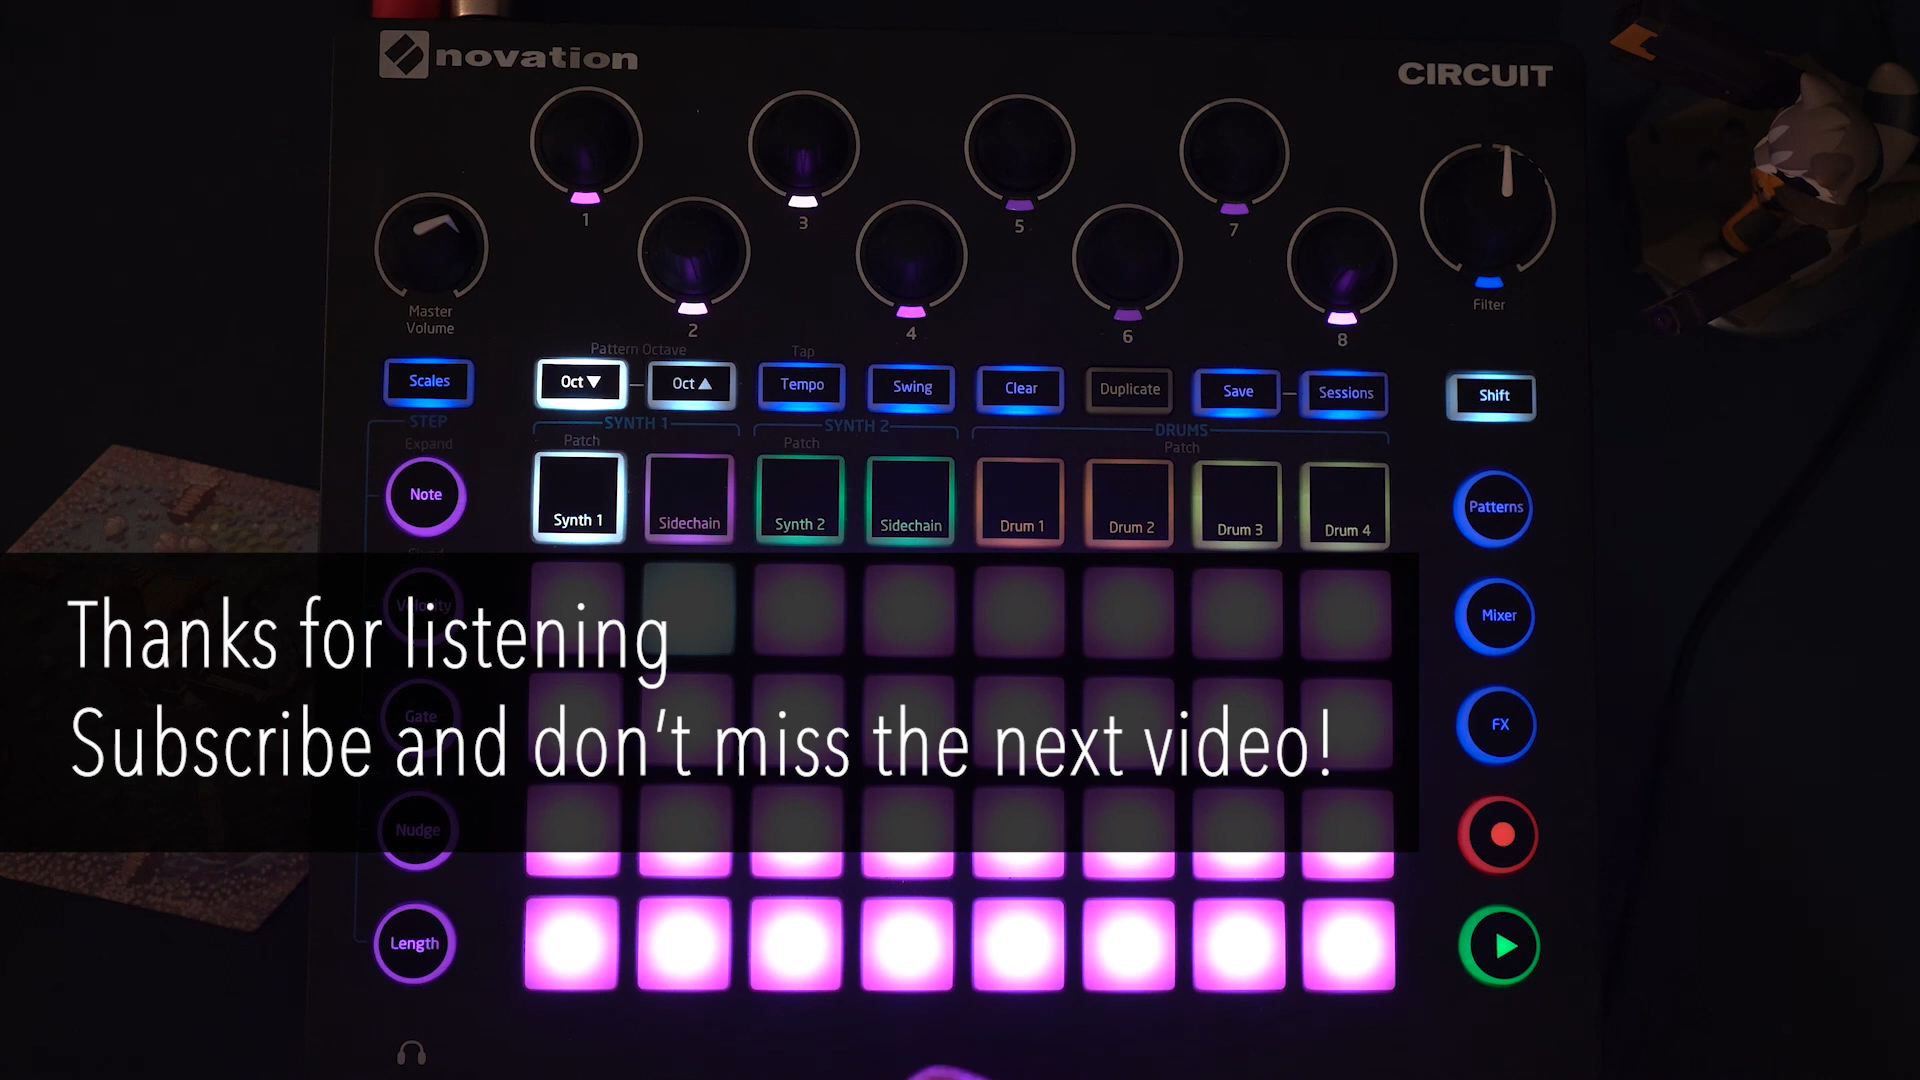 novation
CIRCUIT
1
3
5
7
Master
Volume
2
4
6
8
Filter
Pattern Octave
Tap
Scales
Oct ▼
Oct ▲
Tempo
Swing
Clear
Duplicate
Save
Sessions
Shift
STEP
SYNTH 1
SYNTH 2
DRUMS
Expand
Patch
Patch
Patch
Note
Synth 1
Sidechain
Synth 2
Sidechain
Drum 1
Drum 2
Drum 3
Drum 4
Patterns
Velocity
Mixer
Thanks for listening
Gate
FX
Subscribe and don't miss the next video!
Nudge
Length